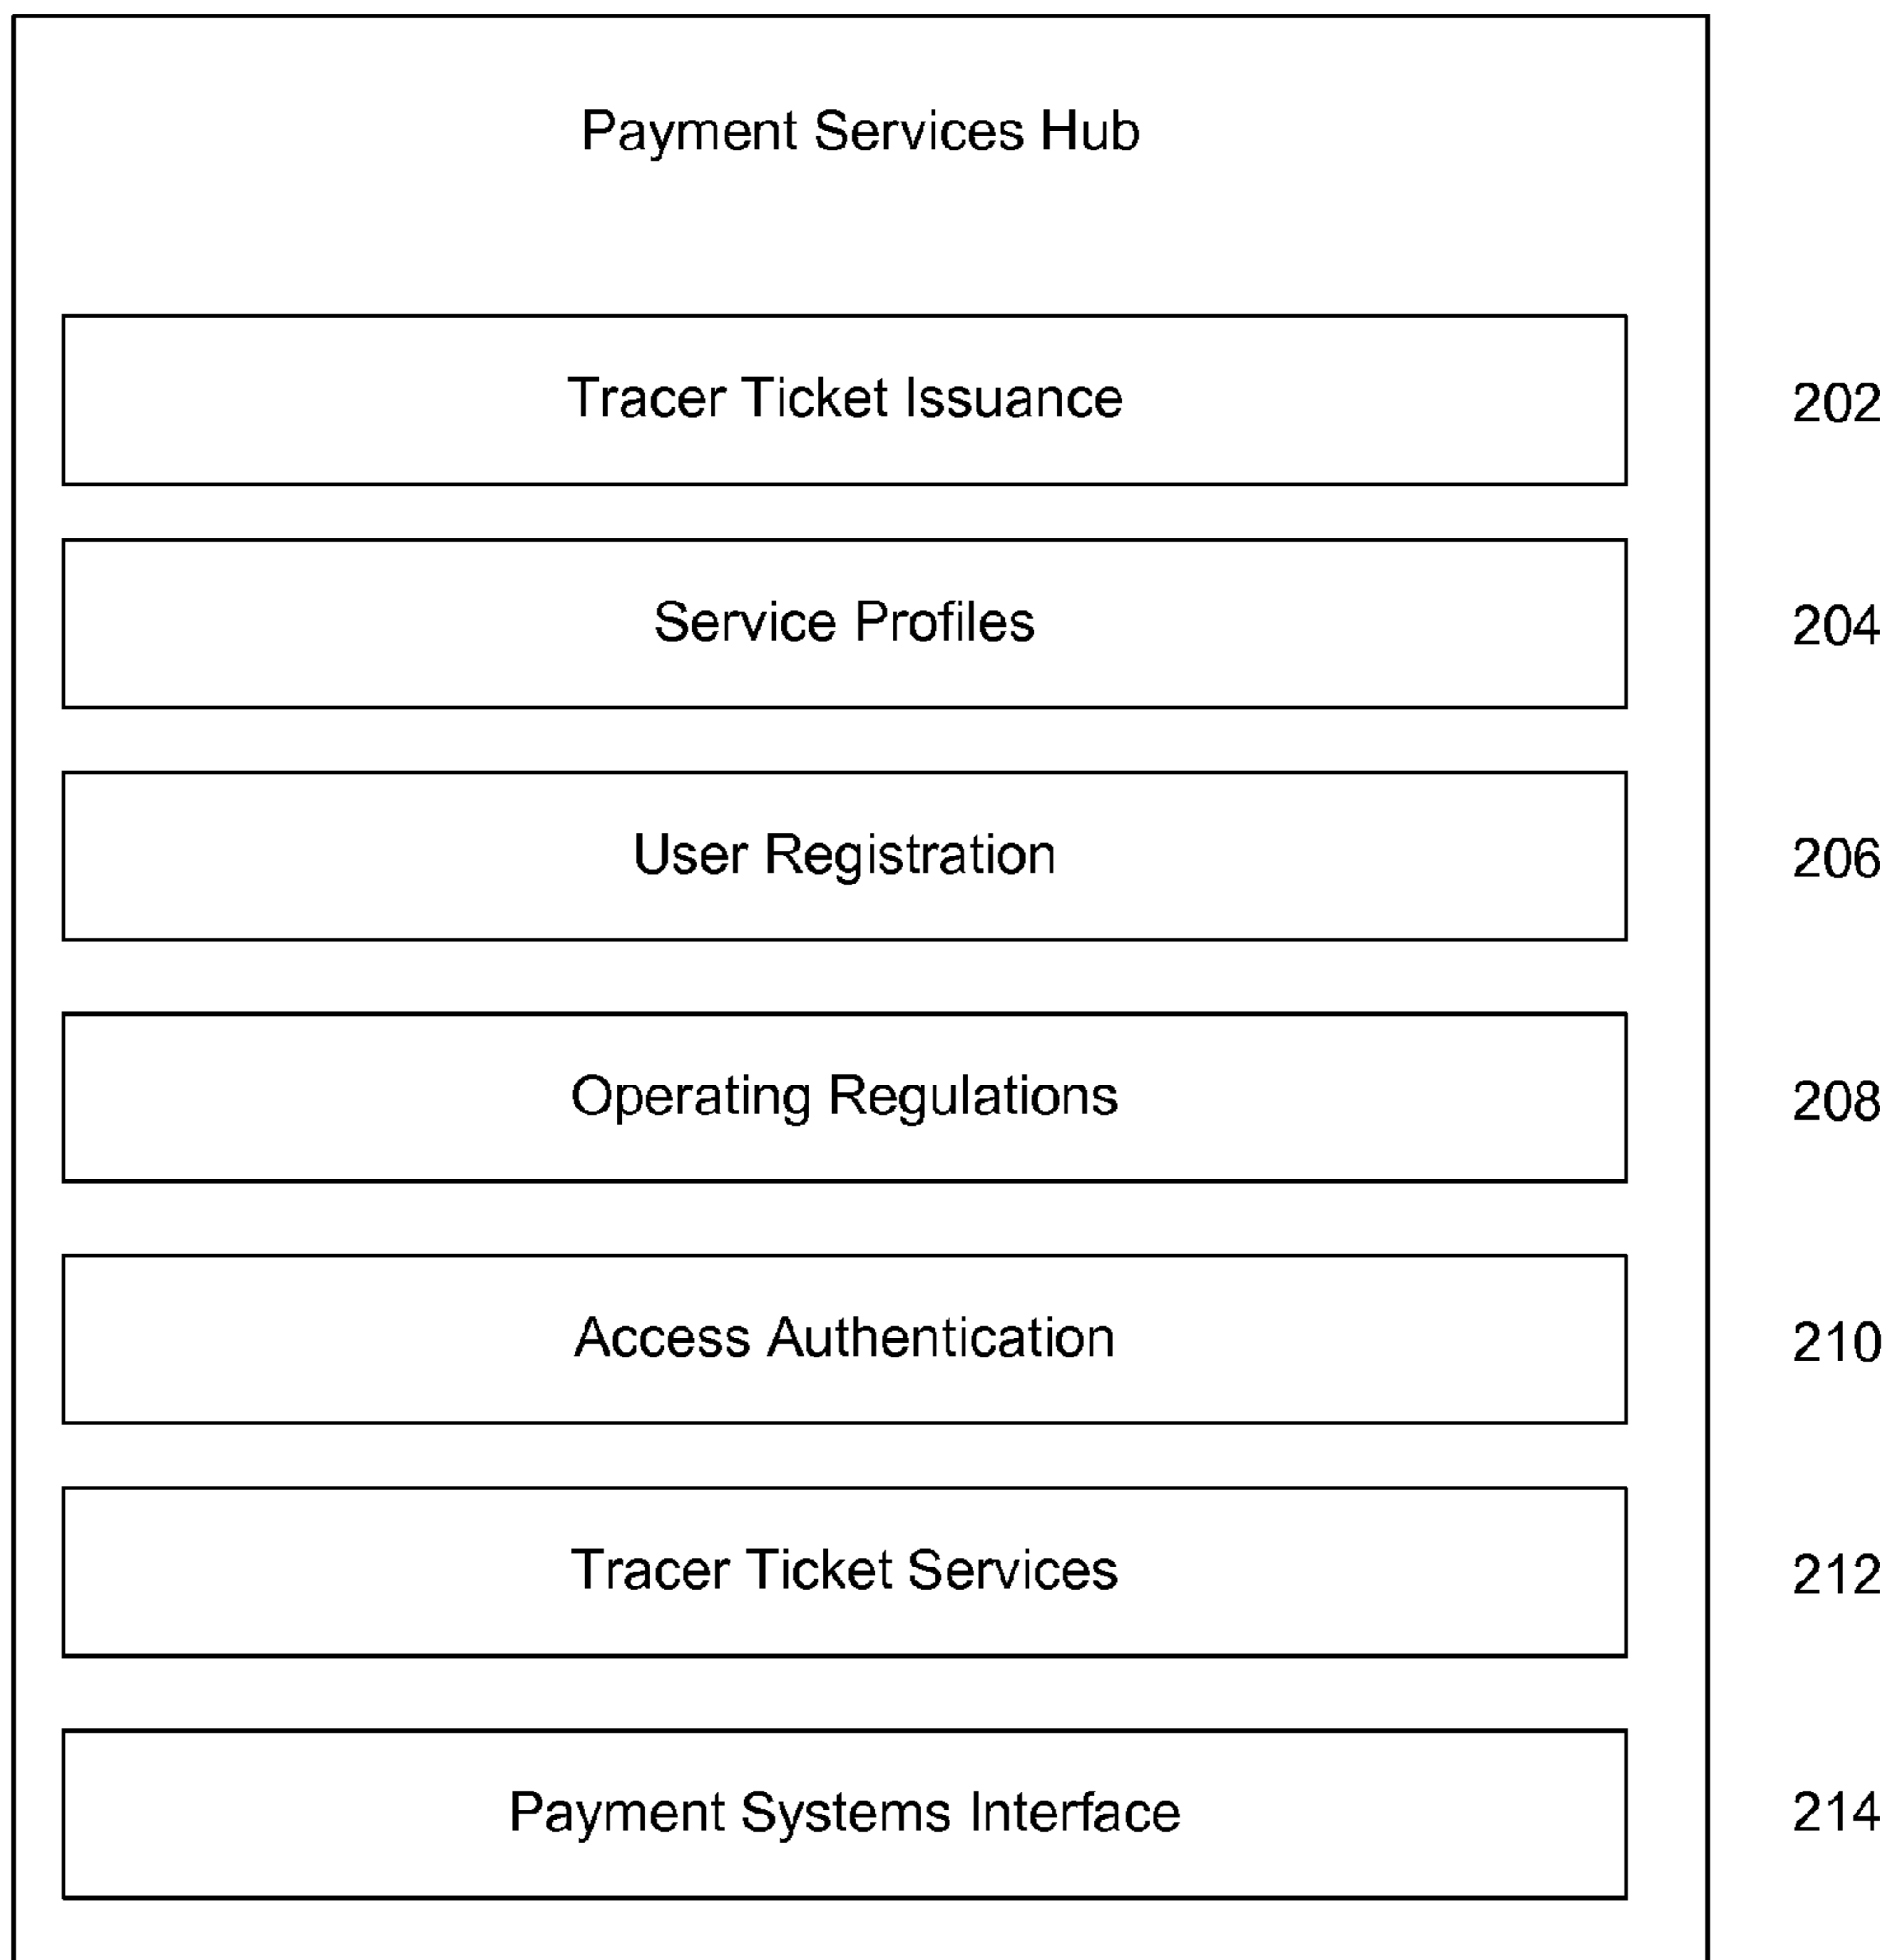 Payment Services Hub
Tracer Ticket Issuance 202
Service Profiles 204
User Registration 206
Operating Regulations 208
Access Authentication 210
Tracer Ticket Services 212
Payment Systems Interface 214